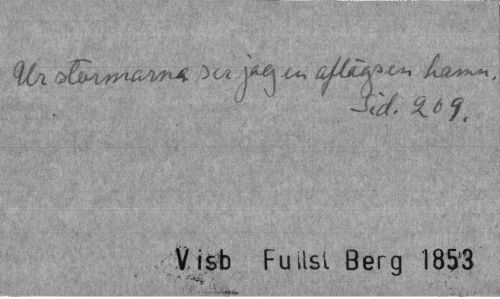 Ur stormarna ser jag en aflägsen hamn.
Sid. 209.
Visb Fullst Berg 1853